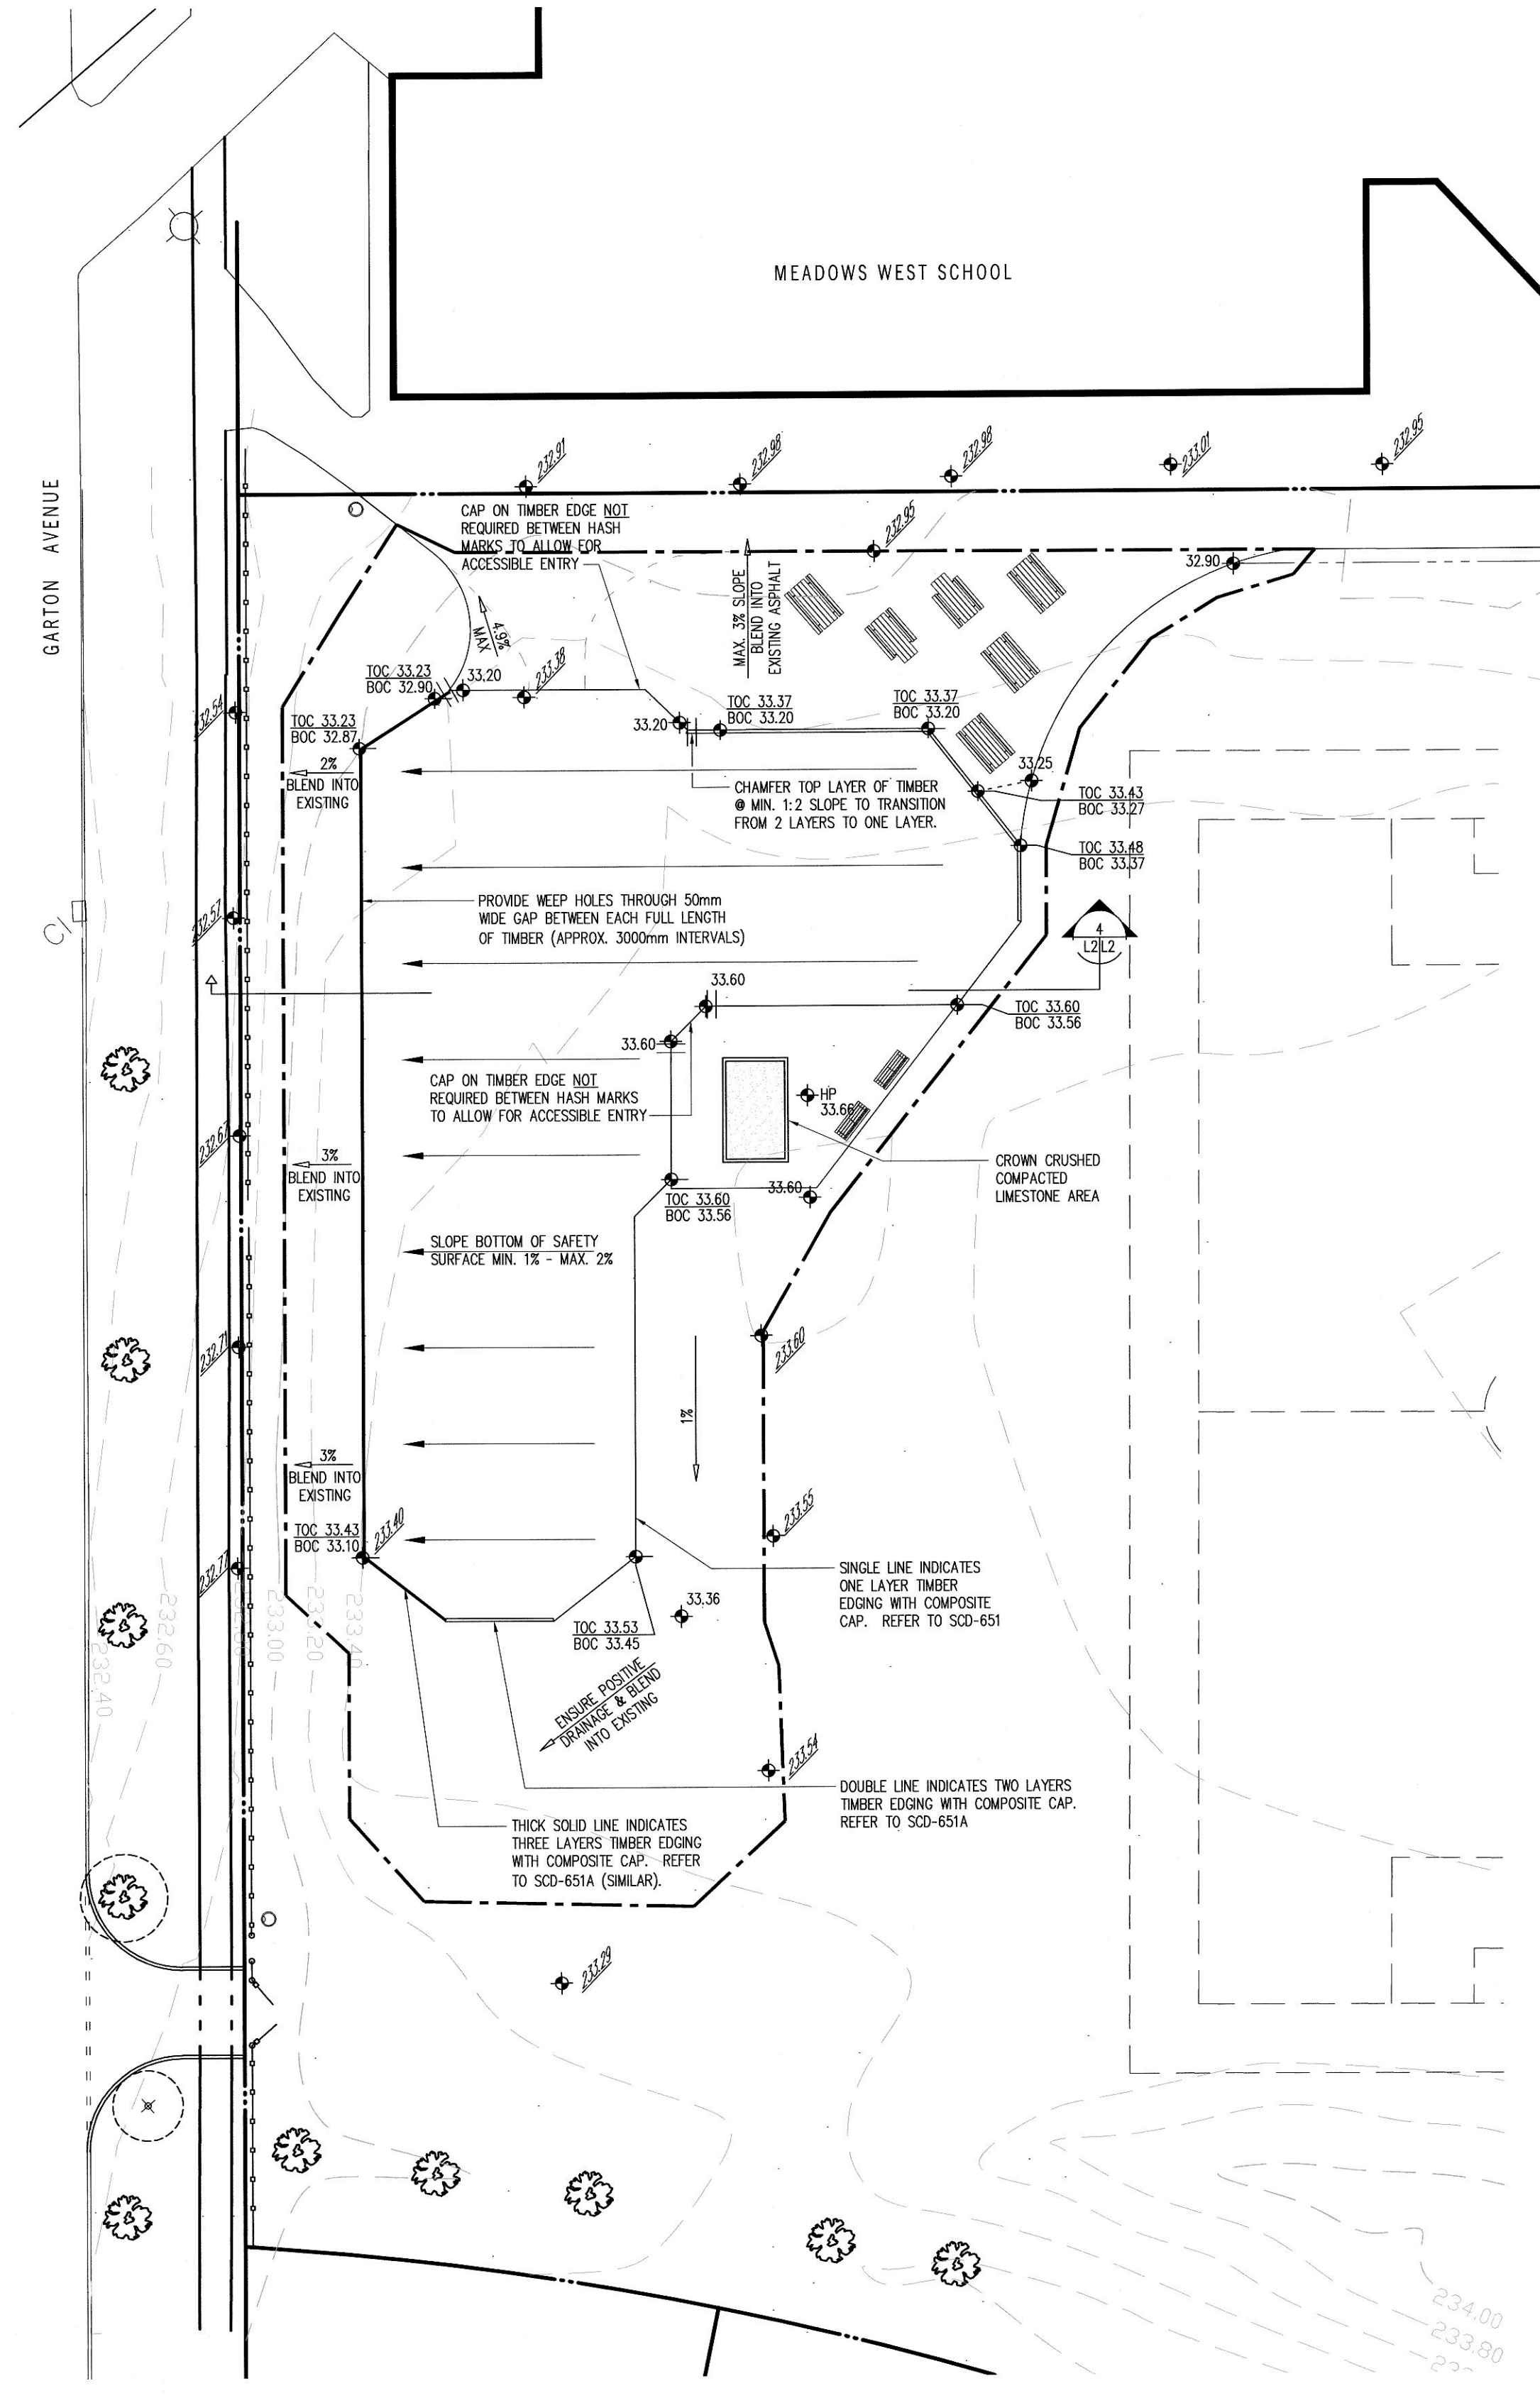 MEADOWS WEST SCHOOL
GARTON AVENUE
232.91
232.98
232.98
233.01
232.95
CAP ON TIMBER EDGE NOT
REQUIRED BETWEEN HASH
MARKS TO ALLOW FOR
ACCESSIBLE ENTRY
232.95
32.90
MAX. 3% SLOPE
BLEND INTO
EXISTING ASPHALT
4.9%
MAX
TOC 33.23
BOC 32.90
33.20
233.38
232.54
TOC 33.23
BOC 32.87
33.20
TOC 33.37
BOC 33.20
TOC 33.37
BOC 33.20
2%
BLEND INTO
EXISTING
33.25
CHAMFER TOP LAYER OF TIMBER
@ MIN. 1:2 SLOPE TO TRANSITION
FROM 2 LAYERS TO ONE LAYER.
TOC 33.43
BOC 33.27
TOC 33.48
BOC 33.37
232.57
CI
PROVIDE WEEP HOLES THROUGH 50mm
WIDE GAP BETWEEN EACH FULL LENGTH
OF TIMBER (APPROX. 3000mm INTERVALS)
4
L2 L2
33.60
TOC 33.60
BOC 33.56
33.60
CAP ON TIMBER EDGE NOT
REQUIRED BETWEEN HASH MARKS
TO ALLOW FOR ACCESSIBLE ENTRY
HP
33.66
232.67
3%
BLEND INTO
EXISTING
CROWN CRUSHED
COMPACTED
LIMESTONE AREA
33.60
TOC 33.60
BOC 33.56
SLOPE BOTTOM OF SAFETY
SURFACE MIN. 1% - MAX. 2%
232.71
233.60
1%
3%
BLEND INTO
EXISTING
TOC 33.43
BOC 33.10
233.40
233.55
232.77
SINGLE LINE INDICATES
ONE LAYER TIMBER
EDGING WITH COMPOSITE
CAP. REFER TO SCD-651
33.36
TOC 33.53
BOC 33.45
232.40
232.60
233.00
233.20
233.40
ENSURE POSITIVE
DRAINAGE & BLEND
INTO EXISTING
233.54
DOUBLE LINE INDICATES TWO LAYERS
TIMBER EDGING WITH COMPOSITE CAP.
REFER TO SCD-651A
THICK SOLID LINE INDICATES
THREE LAYERS TIMBER EDGING
WITH COMPOSITE CAP. REFER
TO SCD-651A (SIMILAR).
233.29
234.00
233.80